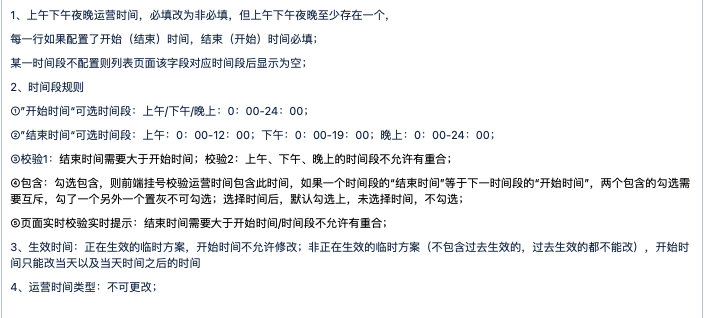 1、上午下午夜晚运营时间，必填改为非必填，但上午下午夜晚至少存在一个，
每一行如果配置了开始（结束）时间，结束（开始）时间必填；
某一时间段不配置则列表页面该字段对应时间段后显示为空；
2、时间段规则
①“开始时间”可选时间段：上午/下午/晚上：0：00-24：00；
②”结束时间”可选时间段：上午：0：00-12：00；下午：0：00-19：00；晚上：0：00-24：00；
③校验1：结束时间需要大于开始时间；校验2：上午、下午、晚上的时间段不允许有重合；
④包含：勾选包含，则前端挂号校验运营时间包含此时间，如果一个时间段的“结束时间”等于下一时间段的“开始时间”，两个包含的勾选需
要互斥，勾了一个另外一个置灰不可勾选；选择时间后，默认勾选上，未选择时间，不勾选；
⑤页面实时校验实时提示：结束时间需要大于开始时间/时间段不允许有重合；
3、生效时间：正在生效的临时方案，开始时间不允许修改；非正在生效的临时方案（不包含过去生效的，过去生效的都不能改），开始时
间只能改当天以及当天时间之后的时间
4、运营时间类型：不可更改；